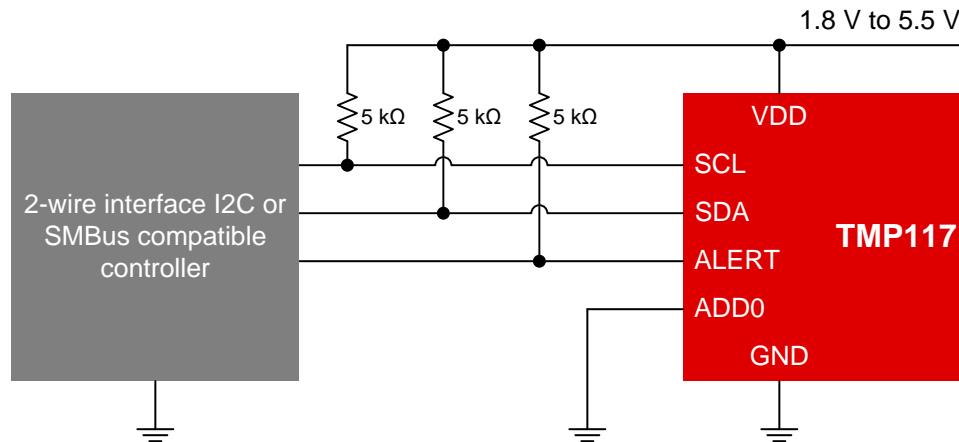 1.8 V to 5.5 V
5 kΩ
5 kΩ
5 kΩ
VDD
SCL
2-wire interface I2C or
SMBus compatible
controller
SDA
TMP117
ALERT
ADD0
GND